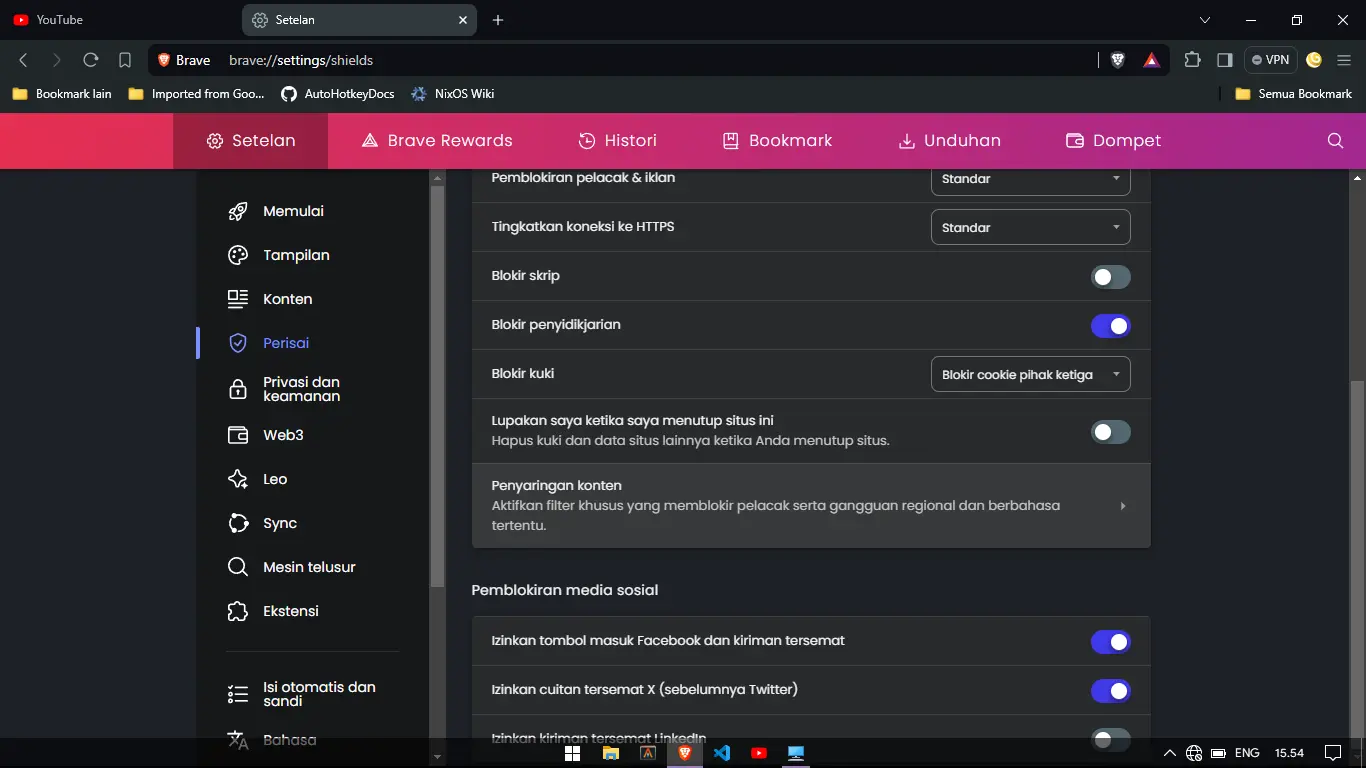 YouTube
Setelan
Brave
brave://settings/shields
VPN
Bookmark lain
Imported from Goo...
AutoHotkeyDocs
NixOS Wiki
Semua Bookmark
Setelan
Brave Rewards
Histori
Bookmark
Unduhan
Dompet
Memulai
Tampilan
Konten
Perisai
Privasi dan
keamanan
Web3
Leo
Sync
Mesin telusur
Ekstensi
Isi otomatis dan
sandi
Bahasa
Pemblokiran pelacak & iklan
Standar
Tingkatkan koneksi ke HTTPS
Standar
Blokir skrip
Blokir penyidikjarian
Blokir kuki
Blokir cookie pihak ketiga
Lupakan saya ketika saya menutup situs ini
Hapus kuki dan data situs lainnya ketika Anda menutup situs.
Penyaringan konten
Aktifkan filter khusus yang memblokir pelacak serta gangguan regional dan berbahasa
tertentu.
Pemblokiran media sosial
Izinkan tombol masuk Facebook dan kiriman tersemat
Izinkan cuitan tersemat X (sebelumnya Twitter)
Izinkan kiriman tersemat LinkedIn
ENG
15.54